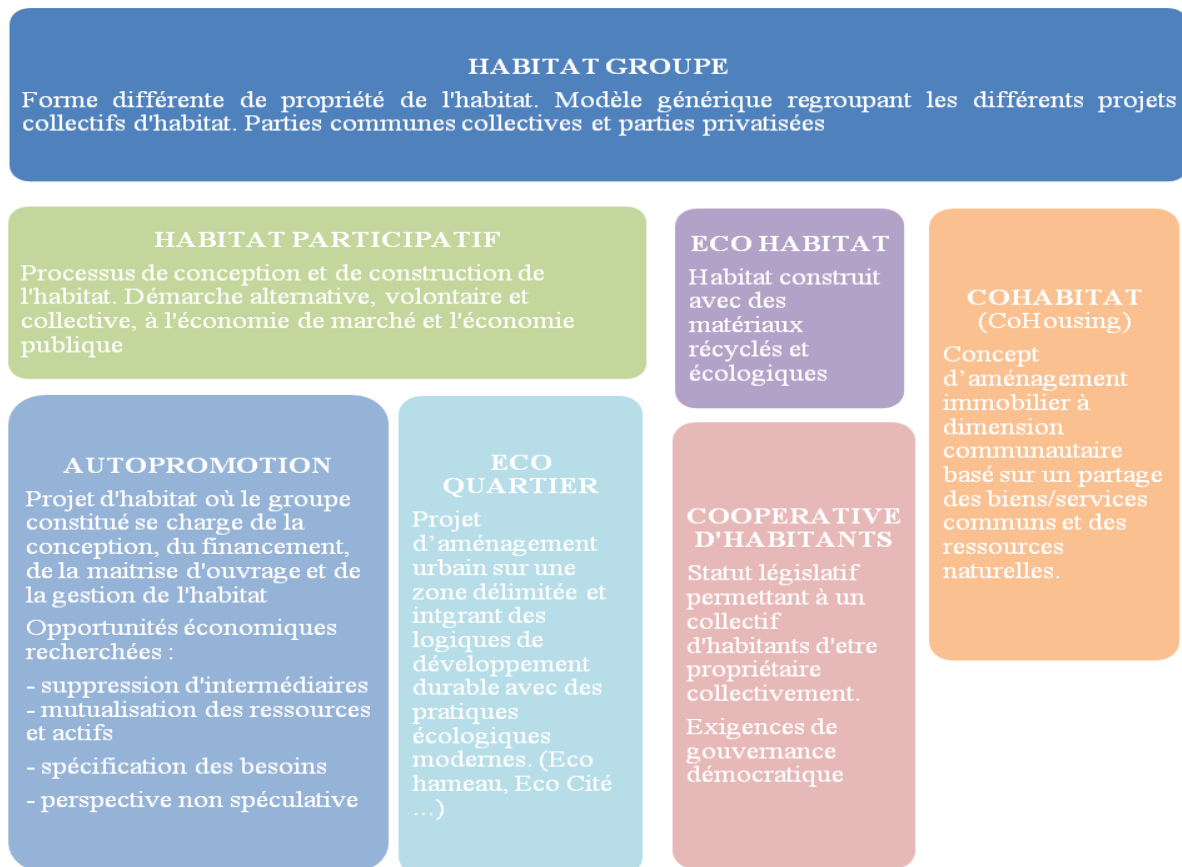 HABITAT GROUPE
Forme différente de propriété de l'habitat. Modèle générique regroupant les différents projets
collectifs d'habitat. Parties communes collectives et parties privatisées
HABITAT PARTICIPATIF
Processus de conception et de construction de
l'habitat. Démarche alternative, volontaire et
collective, à l'économie de marché et l'économie
publique
ECO HABITAT
Habitat construit
avec des
matériaux
récyclés et
écologiques
COHABITAT
(CoHousing)
Concept
d’aménagement
immobilier à
dimension
communautaire
basé sur un partage
des biens/services
communs et des
ressources
naturelles.
AUTOPROMOTION
Projet d'habitat où le groupe
constitué se charge de la
conception, du financement,
de la maitrise d'ouvrage et de
la gestion de l'habitat
Opportunités économiques
recherchées :
- suppression d'intermédiaires
- mutualisation des ressources
et actifs
- spécification des besoins
- perspective non spéculative
ECO
QUARTIER
Projet
d’aménagement
urbain sur une
zone délimitée et
intgrant des
logiques de
développement
durable avec des
pratiques
écologiques
modernes. (Eco
hameau, Eco Cité
...)
COOPERATIVE
D'HABITANTS
Statut législatif
permettant à un
collectif
d'habitants d'etre
propriétaire
collectivement.
Exigences de
gouvernance
démocratique